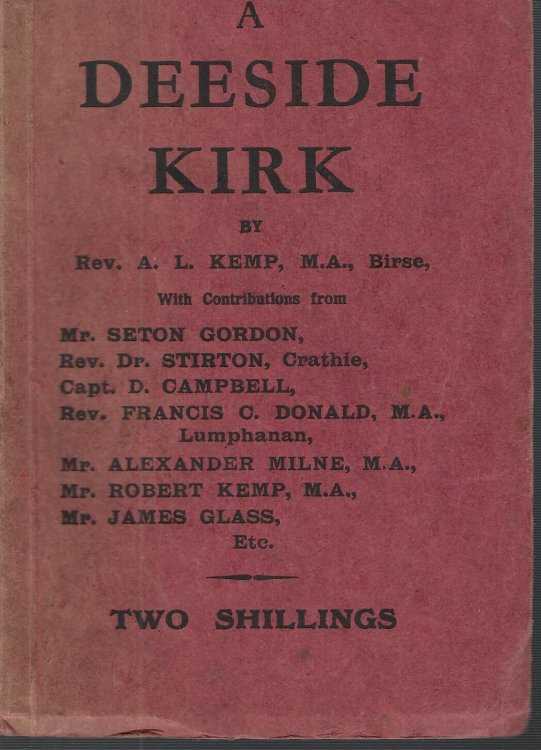 A
DEESIDE
KIRK
BY
Rev. A. L. KEMP, M.A., Birse,
With Contributions from
Mr. SETON GORDON,
Rev. Dr. STIRTON, Crathie,
Capt. D. CAMPBELL,
Rev. FRANCIS C. DONALD, M.A.,
Lumphanan,
Mr. ALEXANDER MILNE, M.A.,
Mr. ROBERT KEMP, M.A.,
Mr. JAMES GLASS,
Etc.
TWO SHILLINGS